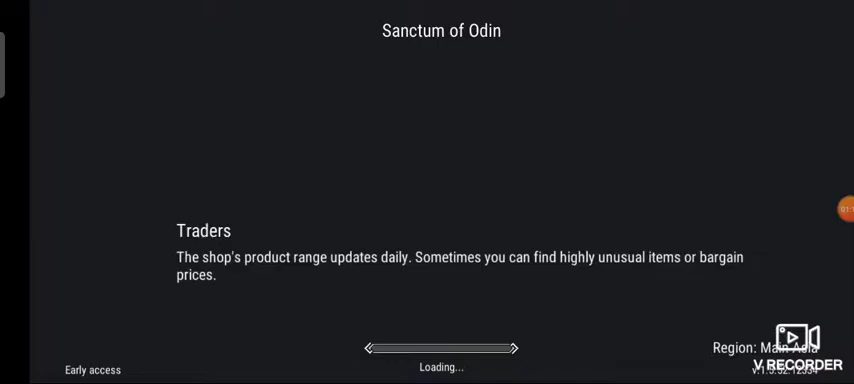 Sanctum of Odin
Traders
The shop's product range updates daily. Sometimes you can find highly unusual items or bargain
prices.
Region: Main Asia
Loading...
Early access
V RECORDER